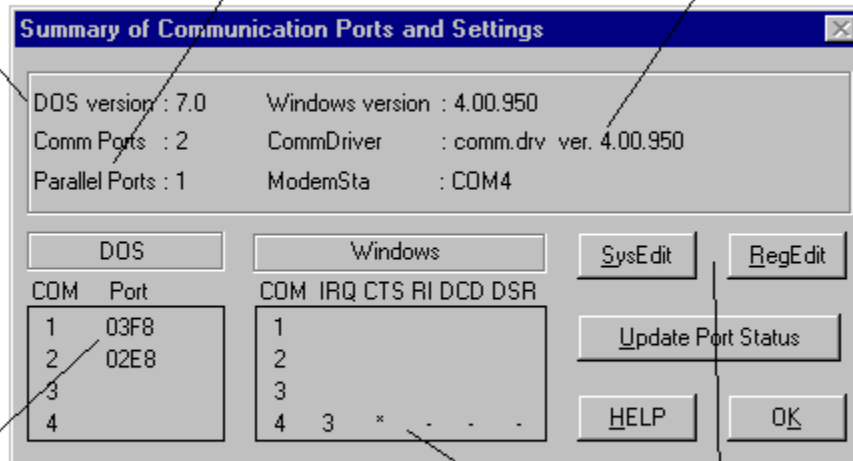 Summary of Communication Ports and Settings
DOS version : 7.0 Windows version : 4.00.950
Comm Ports : 2 CommDriver : comm.drv ver. 4.00.950
Parallel Ports : 1 ModemSta : COM4
DOS Windows SysEdit RegEdit
COM Port COM IRQ CTS RI DCD DSR
1 03F8 1
2 02E8 2 Update Port Status
3 3
4 4 3 * - - - HELP OK